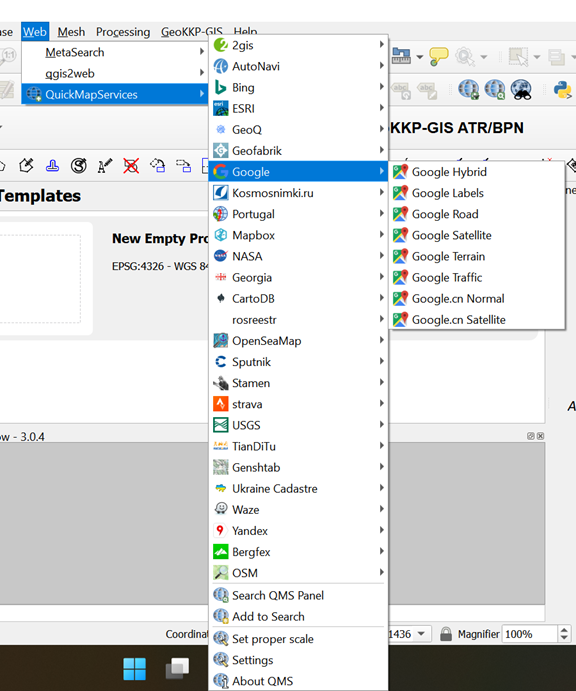 ase Web Mesh Processing GeoKKP-GIS Help
MetaSearch
qgis2web
QuickMapServices
2gis
AutoNavi
Bing
ESRI
GeoQ
Geofabrik
Google
Kosmosnimki.ru
Portugal
Mapbox
NASA
Georgia
CartoDB
rosreestr
OpenSeaMap
Sputnik
Stamen
strava
USGS
TianDiTu
Genshtab
Ukraine Cadastre
Waze
Yandex
Bergfex
OSM
Search QMS Panel
Add to Search
Set proper scale
Settings
About QMS
Google Hybrid
Google Labels
Google Road
Google Satellite
Google Terrain
Google Traffic
Google.cn Normal
Google.cn Satellite
KKP-GIS ATR/BPN
Templates
New Empty Pro
EPSG:4326 - WGS 84
ow - 3.0.4
Coordinat
1436
Magnifier 100%